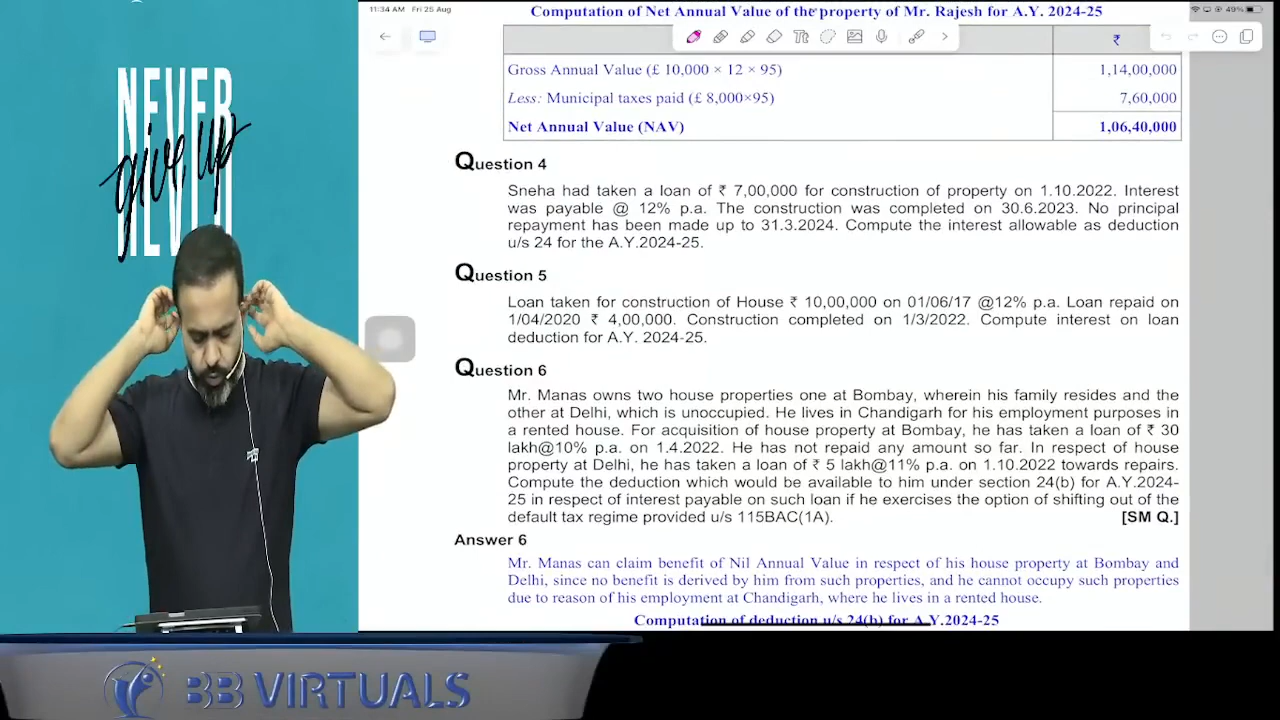 11:34 AM Fri 25 Aug
49%
Computation of Net Annual Value of the property of Mr. Rajesh for A.Y. 2024-25
₹
Gross Annual Value (£ 10,000 × 12 × 95) 1,14,00,000
Less: Municipal taxes paid (£ 8,000×95) 7,60,000
Net Annual Value (NAV) 1,06,40,000
NEVER
give up
NEVER
Question 4
Sneha had taken a loan of ₹ 7,00,000 for construction of property on 1.10.2022. Interest
was payable @ 12% p.a. The construction was completed on 30.6.2023. No principal
repayment has been made up to 31.3.2024. Compute the interest allowable as deduction
u/s 24 for the A.Y.2024-25.
Question 5
Loan taken for construction of House ₹ 10,00,000 on 01/06/17 @12% p.a. Loan repaid on
1/04/2020 ₹ 4,00,000. Construction completed on 1/3/2022. Compute interest on loan
deduction for A.Y. 2024-25.
Question 6
Mr. Manas owns two house properties one at Bombay, wherein his family resides and the
other at Delhi, which is unoccupied. He lives in Chandigarh for his employment purposes in
a rented house. For acquisition of house property at Bombay, he has taken a loan of ₹ 30
lakh@10% p.a. on 1.4.2022. He has not repaid any amount so far. In respect of house
property at Delhi, he has taken a loan of ₹ 5 lakh@11% p.a. on 1.10.2022 towards repairs.
Compute the deduction which would be available to him under section 24(b) for A.Y.2024-
25 in respect of interest payable on such loan if he exercises the option of shifting out of the
default tax regime provided u/s 115BAC(1A). [SM Q.]
Answer 6
Mr. Manas can claim benefit of Nil Annual Value in respect of his house property at Bombay and
Delhi, since no benefit is derived by him from such properties, and he cannot occupy such properties
due to reason of his employment at Chandigarh, where he lives in a rented house.
Computation of deduction u/s 24(b) for A.Y.2024-25
BB VIRTUALS